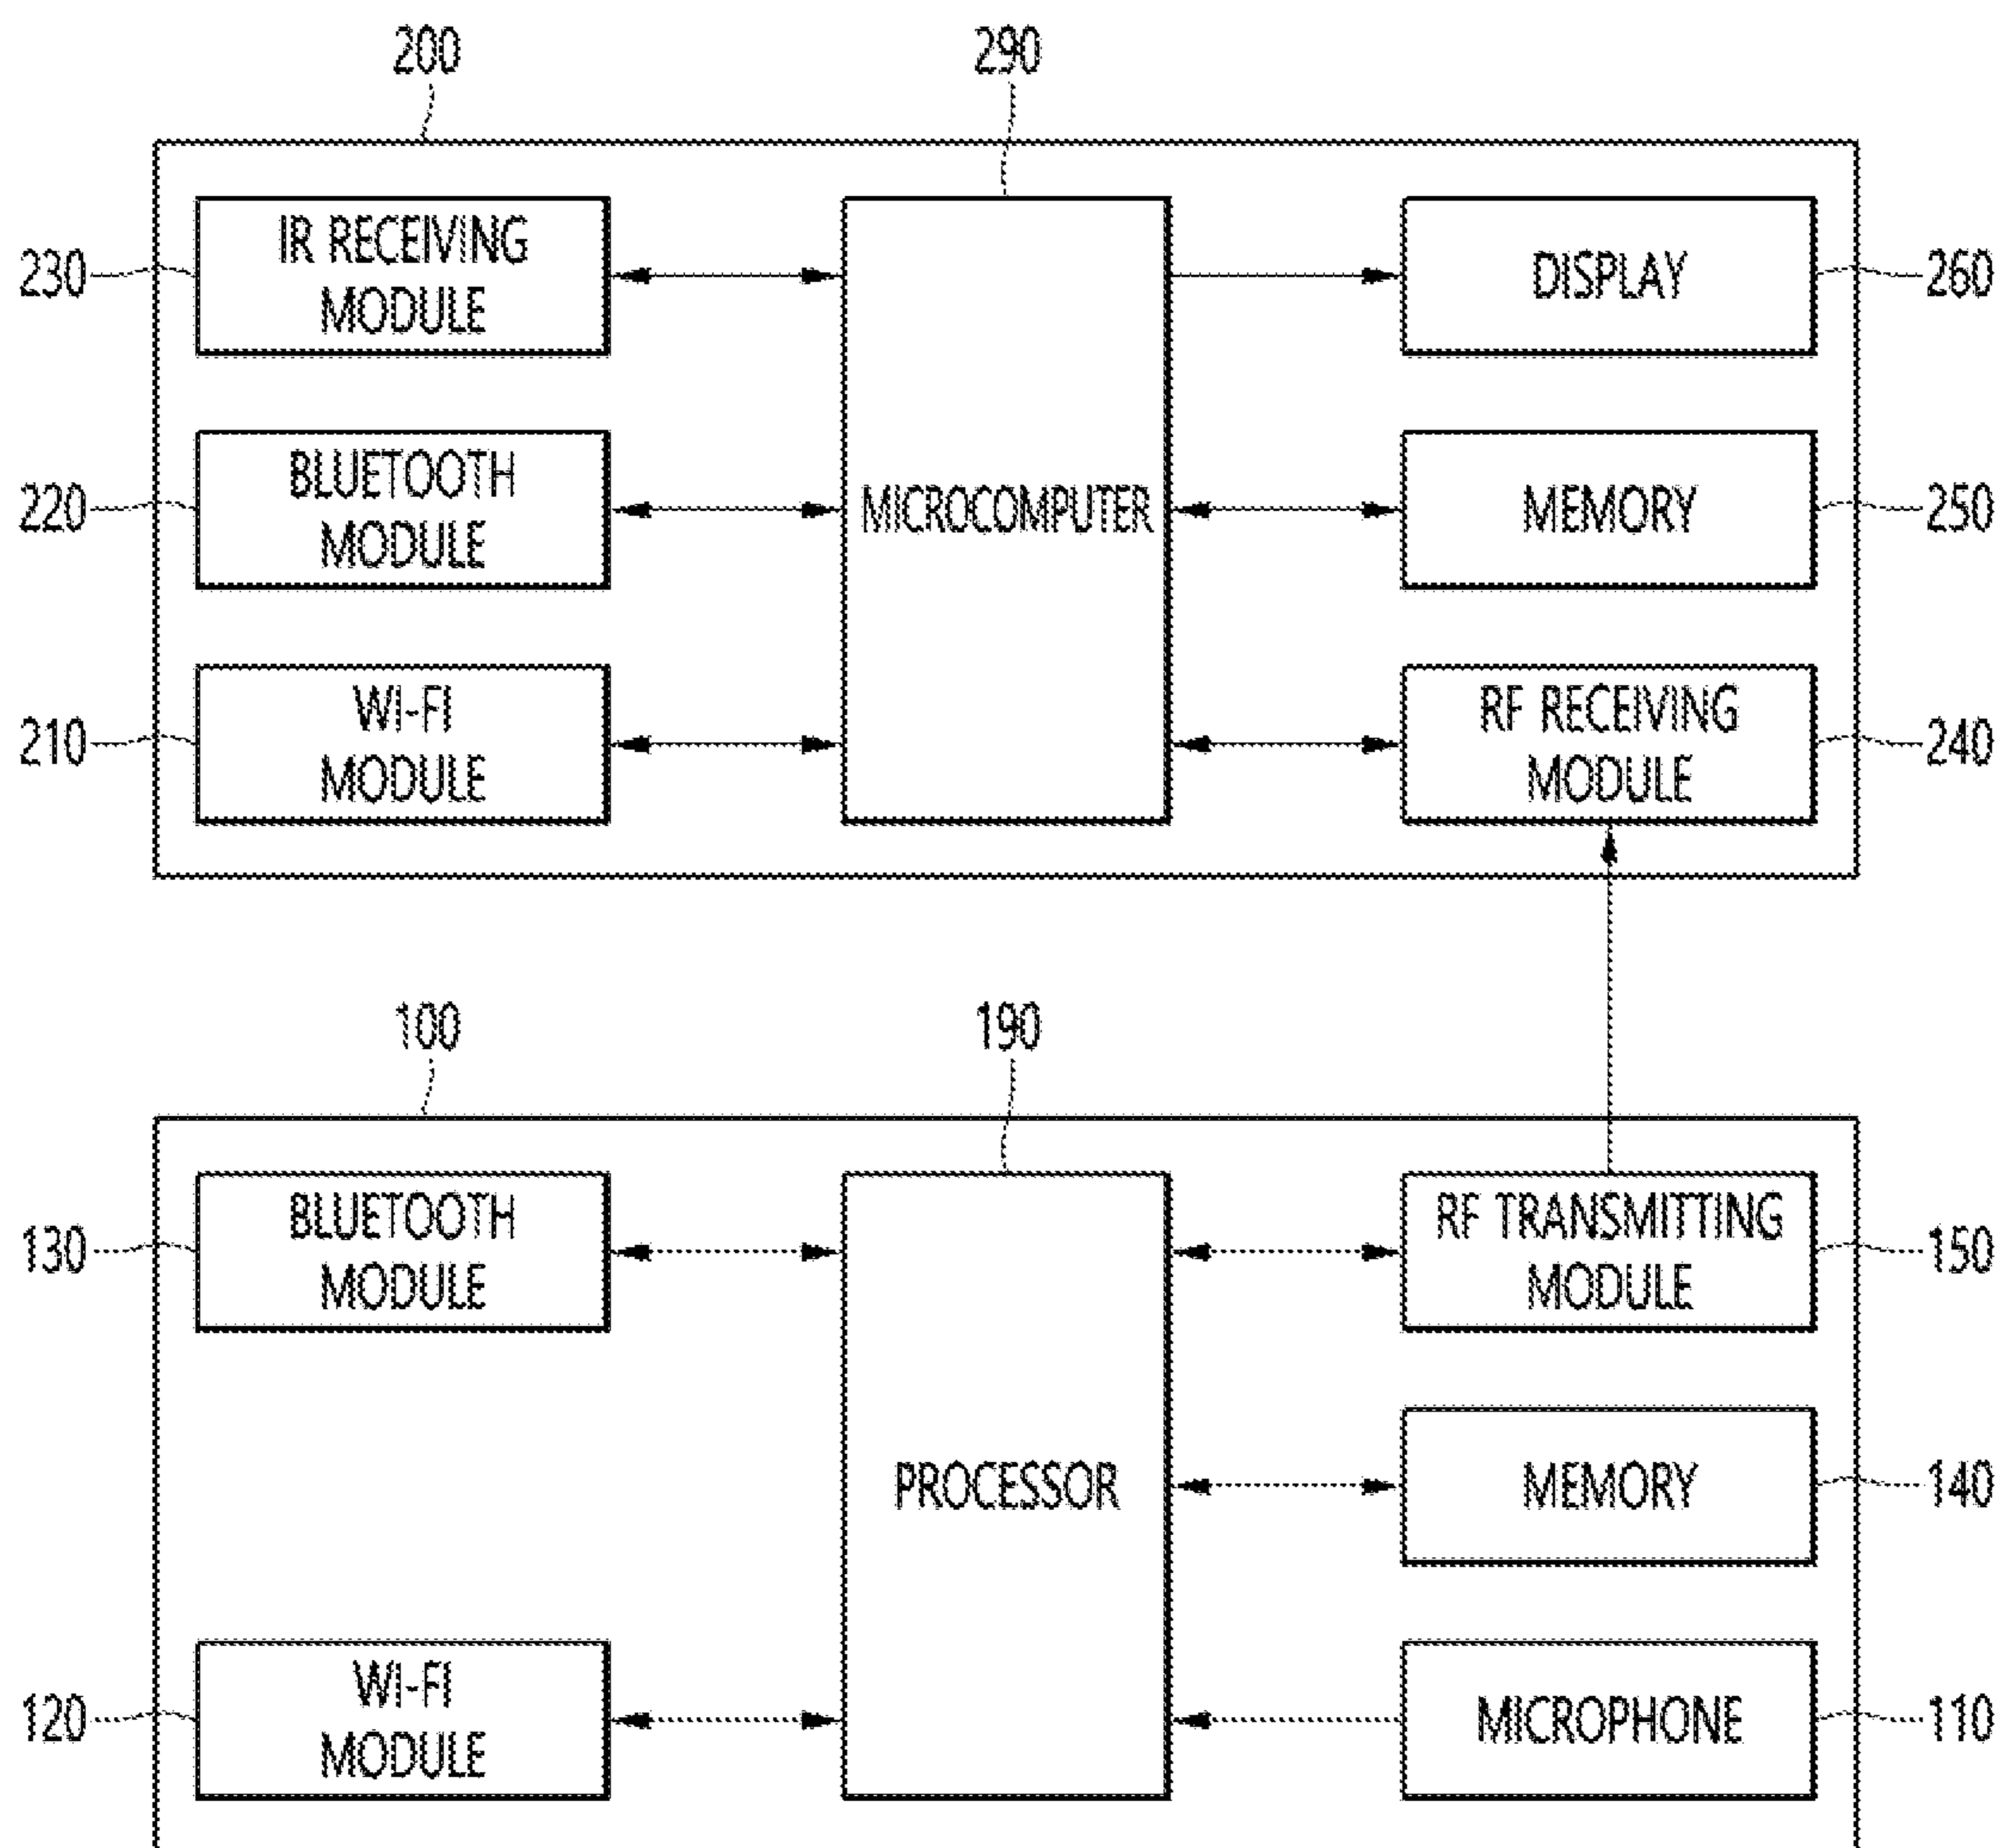 200
290
230
IR RECEIVING
MODULE
DISPLAY
260
220
BLUETOOTH
MODULE
MICROCOMPUTER
MEMORY
250
210
WI-FI
MODULE
RF RECEIVING
MODULE
240
100
190
130
BLUETOOTH
MODULE
RF TRANSMITTING
MODULE
150
PROCESSOR
MEMORY
140
120
WI-FI
MODULE
MICROPHONE
110